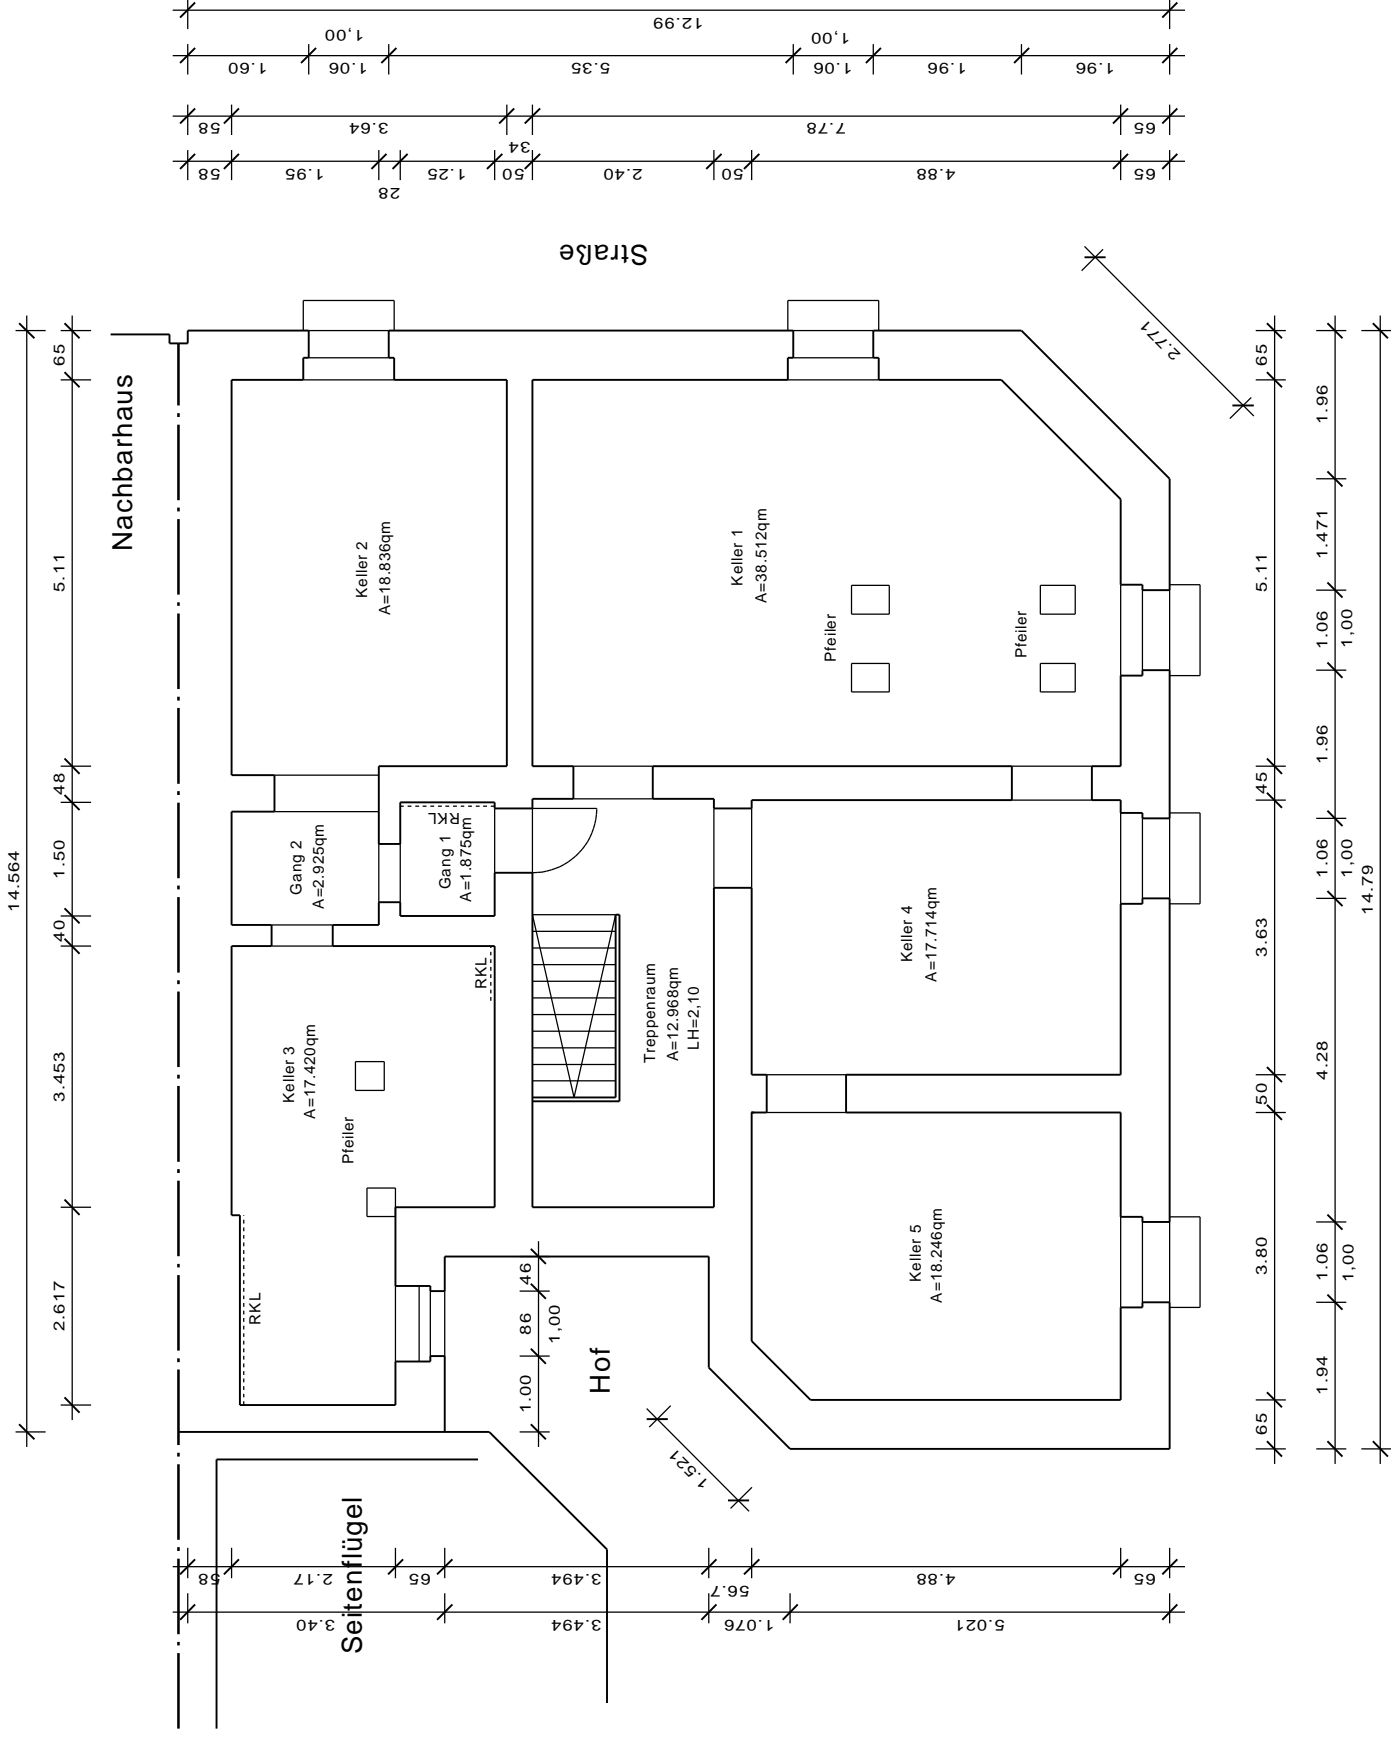 12.99
1.60
1.06
1,00
5.35
1.06
1,00
1.96
1.96
58
3.64
34
7.78
65
58
1.95
28
1.25
50
2.40
50
4.88
65
Straße
Nachbarhaus
2.771
14.564
65
5.11
48
1.50
40
3.453
2.617
65
5.11
45
3.63
50
3.80
65
1.96
1.471
1.06
1,00
1.96
1.06
1,00
4.28
1.06
1,00
1.94
14.79
Keller 2
A=18.836qm
Keller 1
A=38.512qm
Pfeiler
Pfeiler
Gang 2
A=2.925qm
RKL
Gang 1
A=1.875qm
Keller 4
A=17.714qm
RKL
Treppenraum
A=12.968qm
LH=2,10
Keller 3
A=17.420qm
Pfeiler
RKL
Keller 5
A=18.246qm
46
86
1,00
1.00
Hof
1.521
Seitenflügel
58
2.17
65
3.494
56.7
4.88
65
3.40
3.494
1.076
5.021